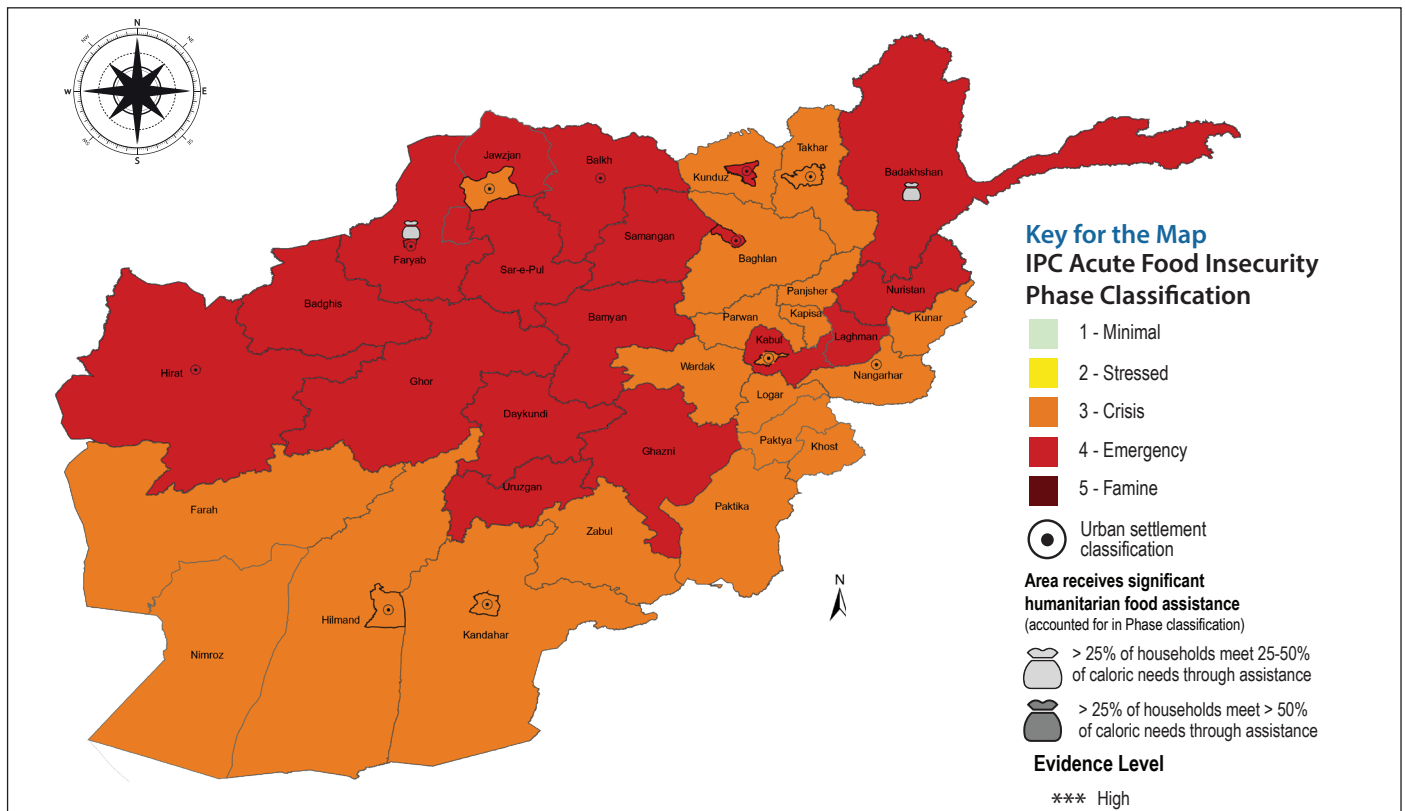 N
NW
NE
W
E
SW
SE
S
Jawzjan
Balkh
Kunduz
Takhar
Badakhshan
Faryab
Sar-e-Pul
Samangan
Baghlan
Badghis
Panjsher
Nuristan
Bamyan
Parwan
Kapisa
Kunar
Kabul
Laghman
Hirat
Ghor
Wardak
Nangarhar
Logar
Daykundi
Ghazni
Paktya
Khost
Uruzgan
Farah
Zabul
Paktika
Hilmand
Kandahar
Nimroz
N
Key for the Map
IPC Acute Food Insecurity
Phase Classification
1 - Minimal
2 - Stressed
3 - Crisis
4 - Emergency
5 - Famine
Urban settlement
classification
Area receives significant
humanitarian food assistance
(accounted for in Phase classification)
> 25% of households meet 25-50%
of caloric needs through assistance
> 25% of households meet > 50%
of caloric needs through assistance
Evidence Level
*** High